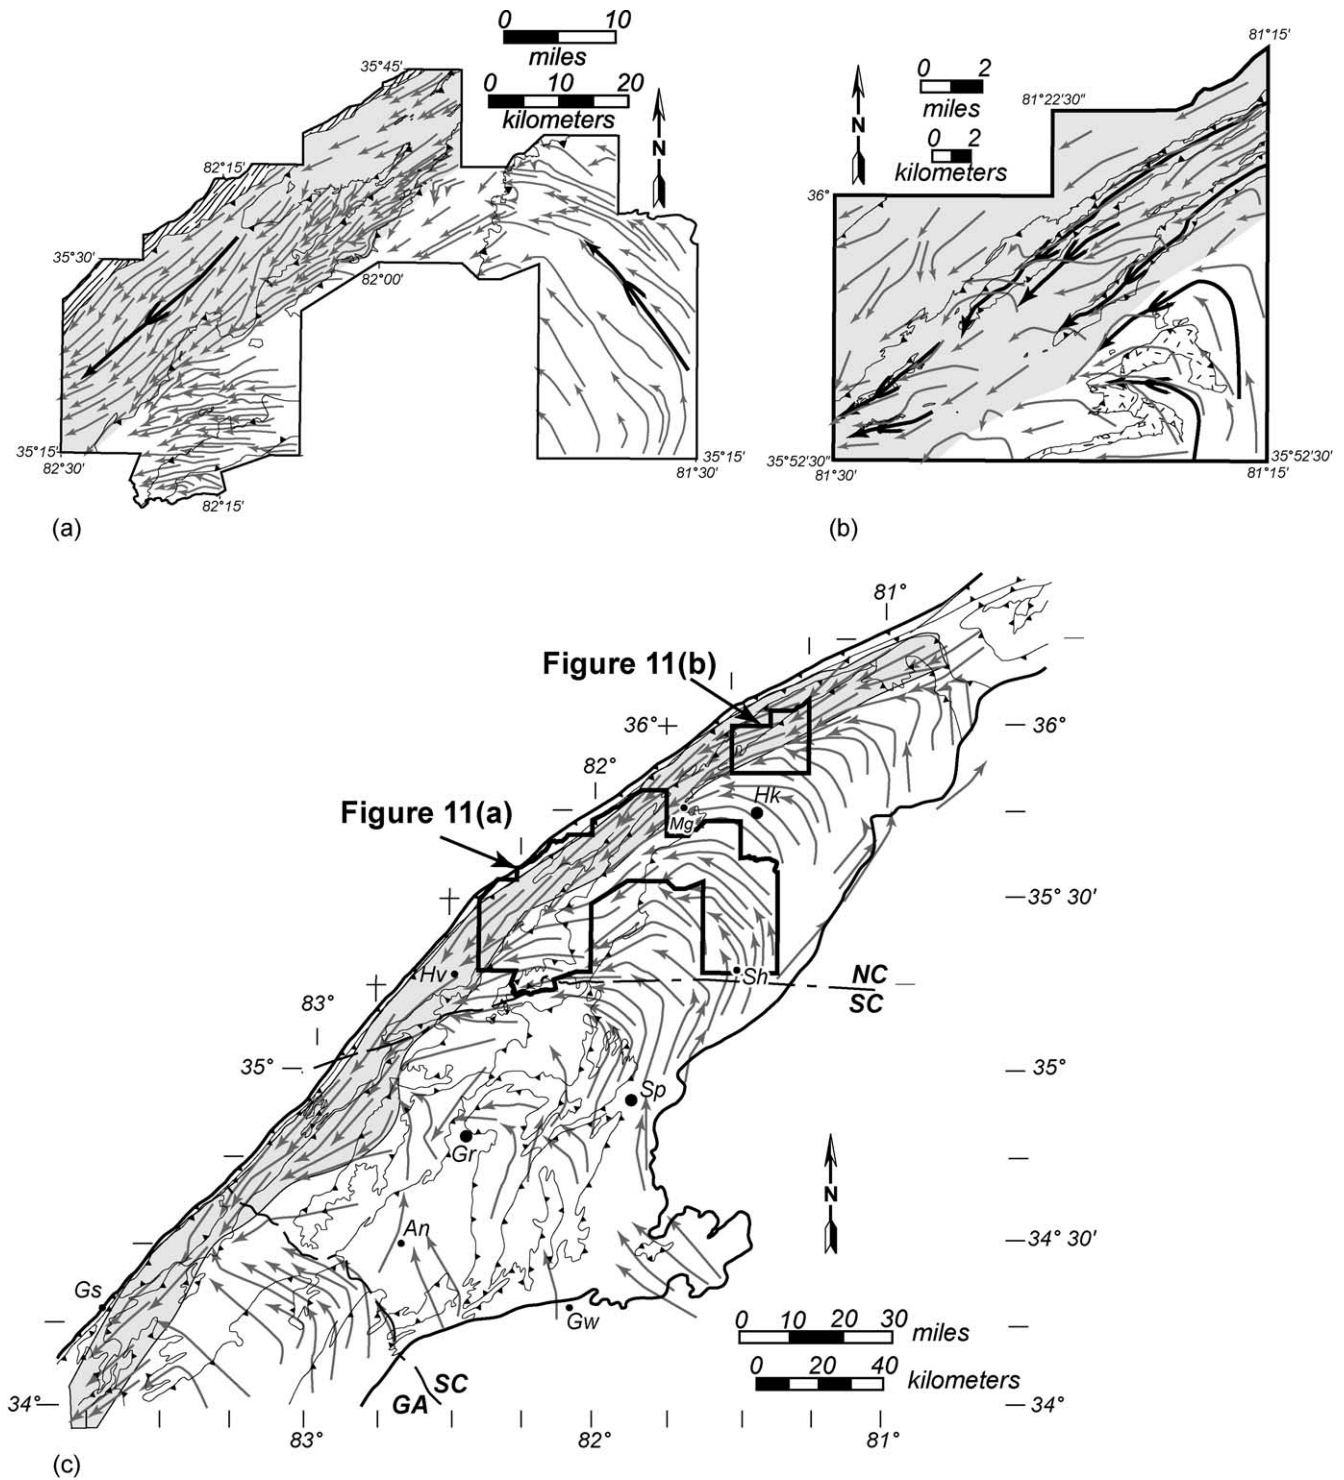 0 10
miles
0 10 20
kilometers
N
35°45'
82°15'
35°30'
82°00'
35°15'
82°30'
82°15'
35°15'
81°30'
(a)
81°15'
0 2
miles
0 2
kilometers
N
81°22'30"
36°
35°52'30"
81°30'
35°52'30"
81°15'
(b)
81°
Figure 11(b)
36°
36°
82°
Hk
Figure 11(a)
Mg
35° 30'
Hv
Sh
NC
SC
83°
35°
35°
Sp
Gr
N
An
34° 30'
Gs
Gw
0 10 20 30
miles
0 20 40
kilometers
SC
GA
34°
34°
83°
82°
81°
(c)